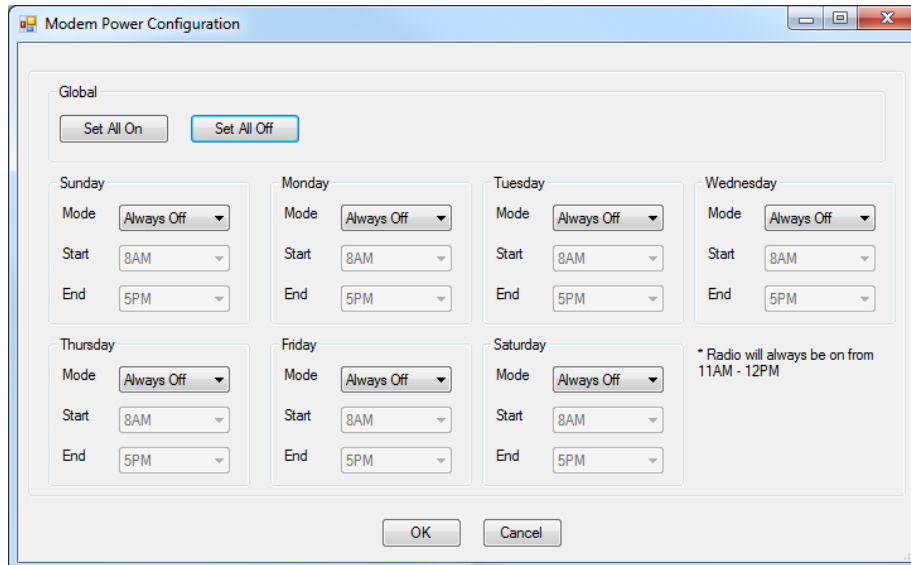 Modem Power Configuration
Global
Set All On Set All Off
Sunday Monday Tuesday Wednesday
Mode Always Off Mode Always Off Mode Always Off Mode Always Off
Start 8AM Start 8AM Start 8AM Start 8AM
End 5PM End 5PM End 5PM End 5PM
Thursday Friday Saturday
Mode Always Off Mode Always Off Mode Always Off
Start 8AM Start 8AM Start 8AM
End 5PM End 5PM End 5PM
* Radio will always be on from
11AM - 12PM
OK Cancel